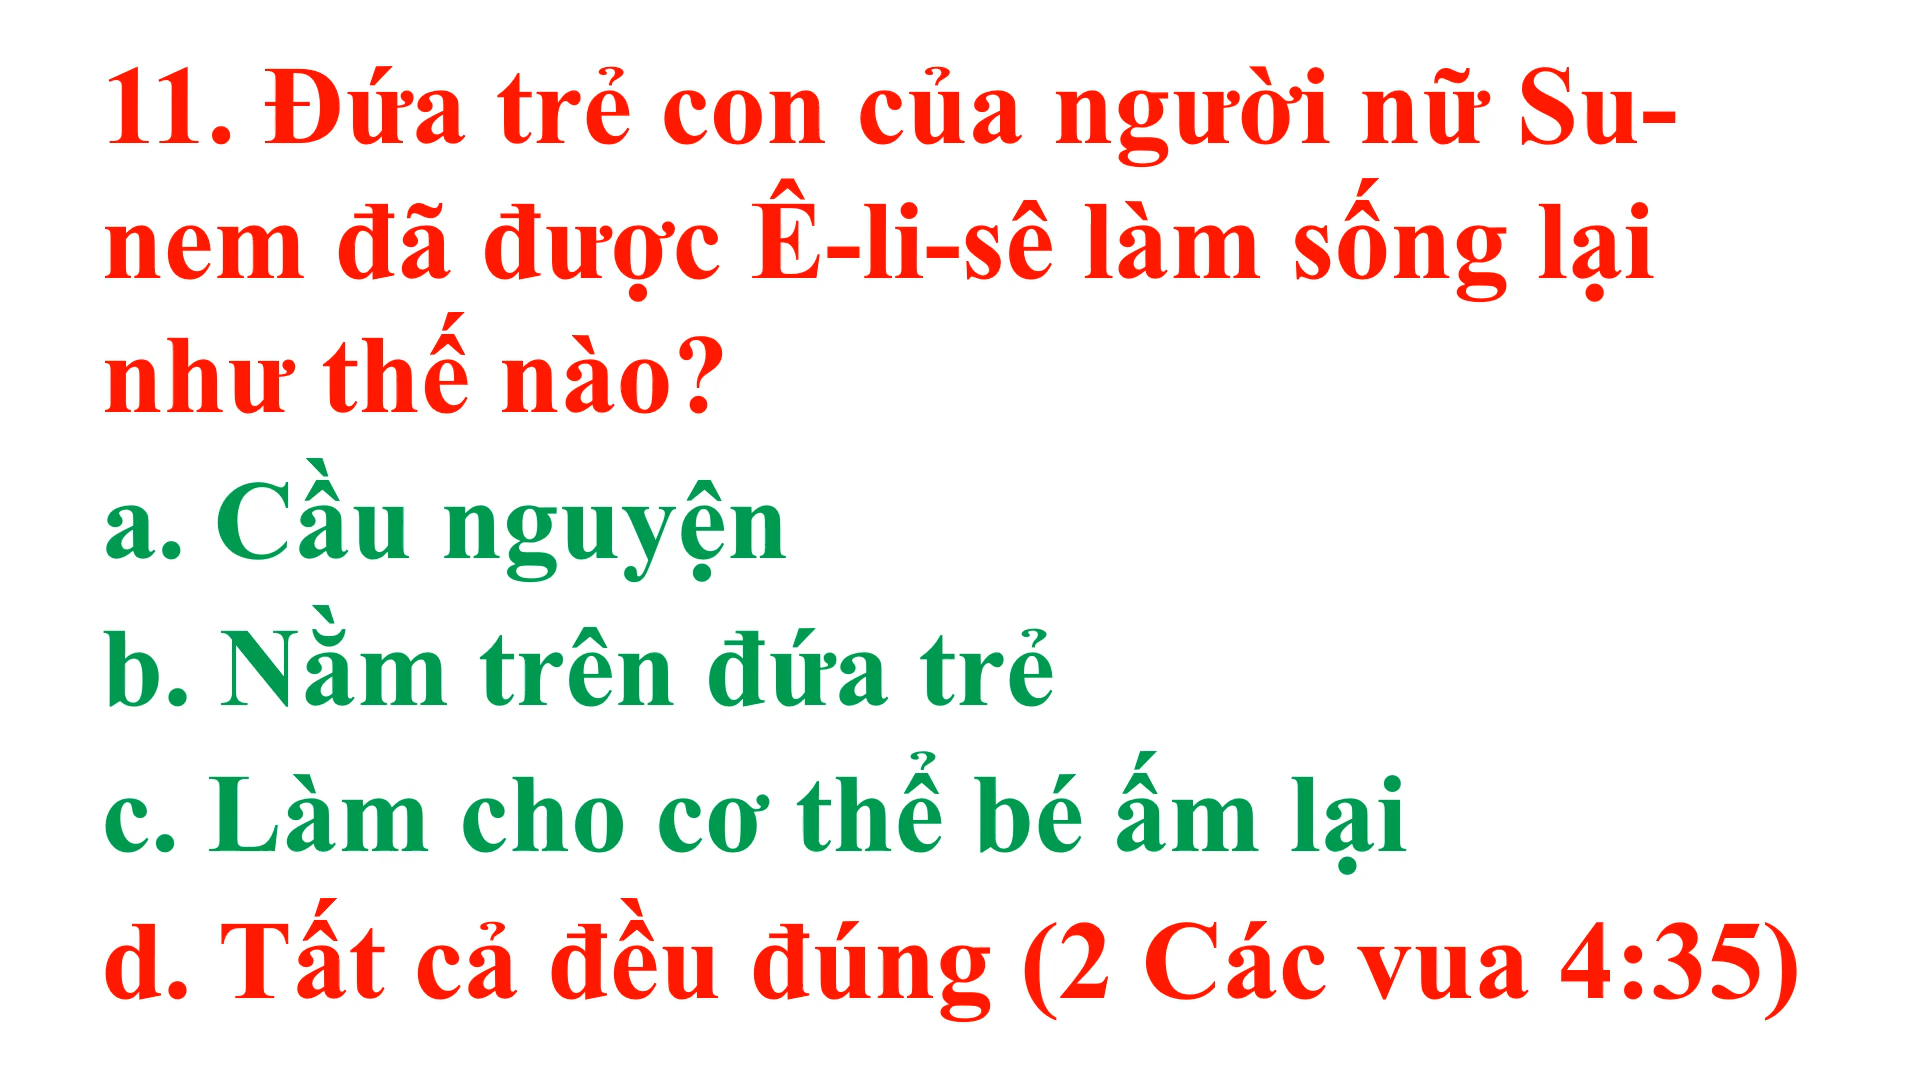 11. Đứa trẻ con của người nữ Su-
nem đã được Ê-li-sê làm sống lại
như thế nào?
a. Cầu nguyện
b. Nằm trên đứa trẻ
c. Làm cho cơ thể bé ấm lại
d. Tất cả đều đúng (2 Các vua 4:35)